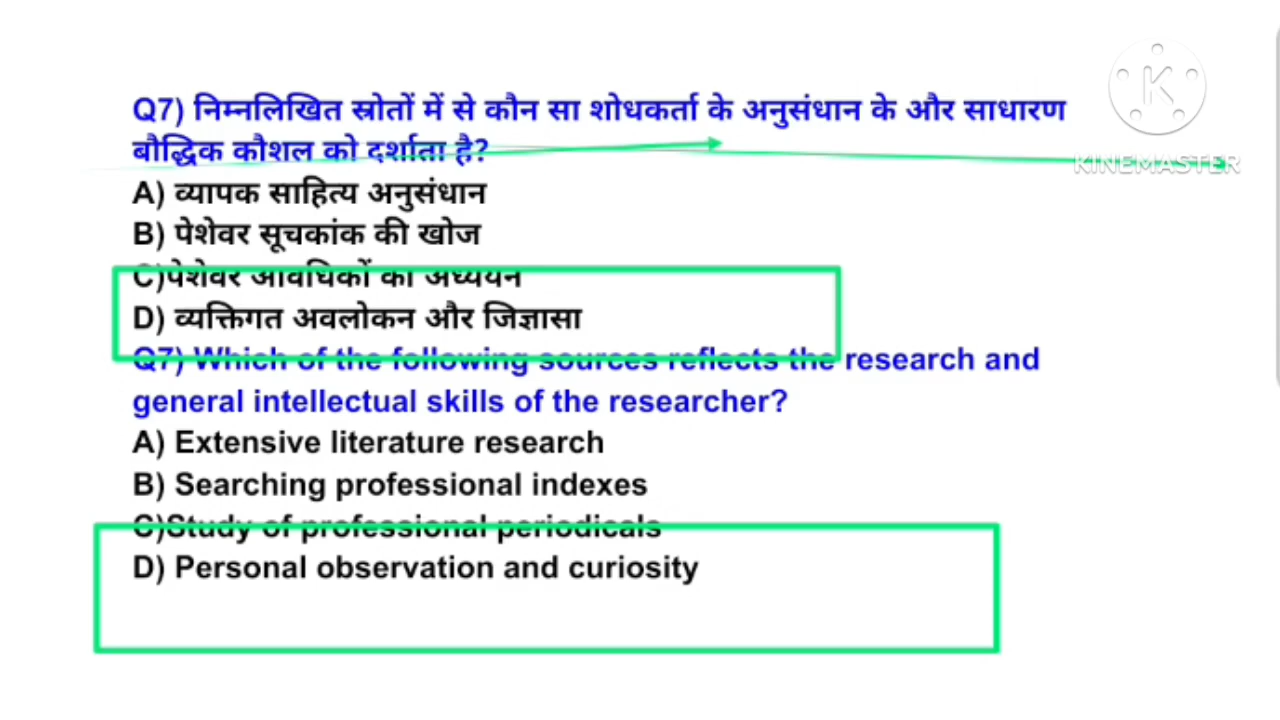 Q7) निम्नलिखित स्रोतों में से कौन सा शोधकर्ता के अनुसंधान के और साधारण
बौद्धिक कौशल को दर्शाता है?
A) व्यापक साहित्य अनुसंधान
B) पेशेवर सूचकांक की खोज
C)पेशेवर आवधिकों का अध्ययन
D) व्यक्तिगत अवलोकन और जिज्ञासा
Q7) Which of the following sources reflects the research and
general intellectual skills of the researcher?
A) Extensive literature research
B) Searching professional indexes
C)Study of professional periodicals
D) Personal observation and curiosity
K
KINEMASTER